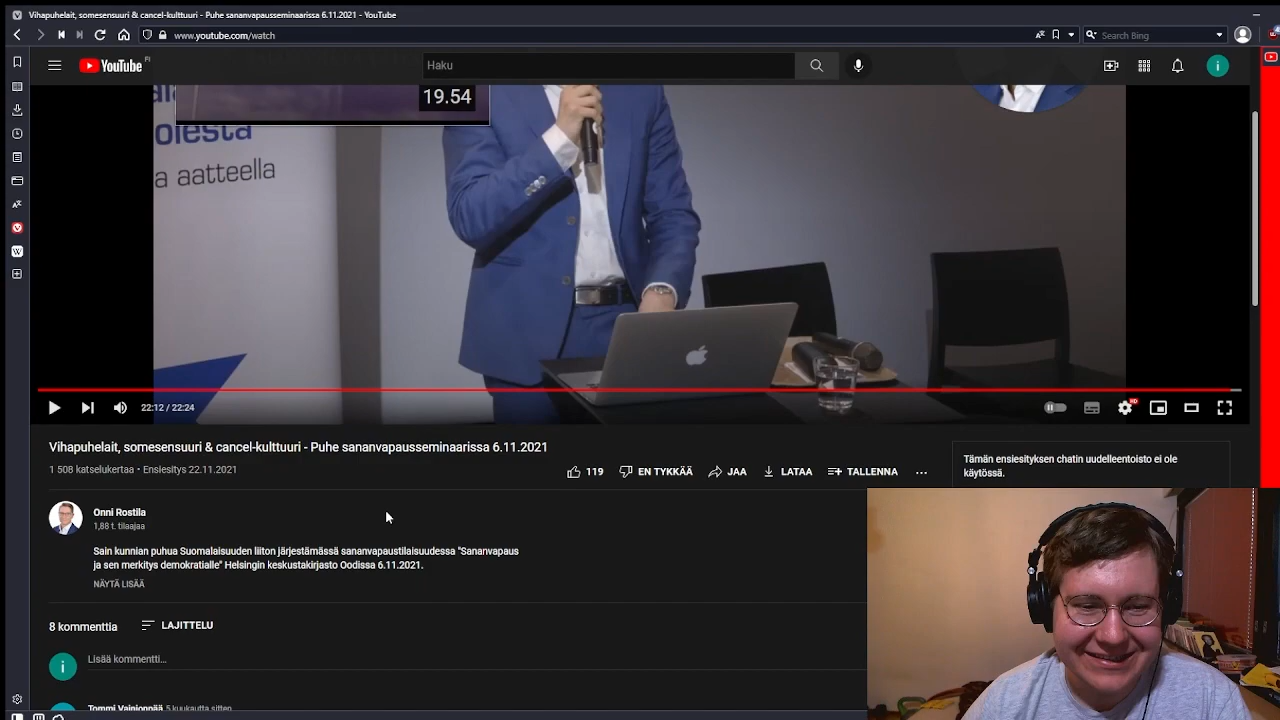 Vihapuhelait, somesensuuri & cancel-kulttuuri - Puhe sananvapausseminaarissa 6.11.2021 - YouTube
www.youtube.com/watch
Search Bing
YouTube FI
Haku
i
19.54
olesta
a aatteella
22:12 / 22:24
HD
Vihapuhelait, somesensuuri & cancel-kulttuuri - Puhe sananvapausseminaarissa 6.11.2021
1 508 katselukertaa • Ensiesitys 22.11.2021
119
EN TYKKÄÄ
JAA
LATAA
TALLENNA
Tämän ensiesityksen chatin uudelleentoisto ei ole
käytössä.
Onni Rostila
1,88 t. tilaajaa
Sain kunnian puhua Suomalaisuuden liiton järjestämässä sananvapaustilaisuudessa "Sananvapaus
ja sen merkitys demokratialle" Helsingin keskustakirjasto Oodissa 6.11.2021.
NÄYTÄ LISÄÄ
8 kommenttia
LAJITTELU
i
Lisää kommentti...
Tommi Vainionpää 5 kuukautta sitten